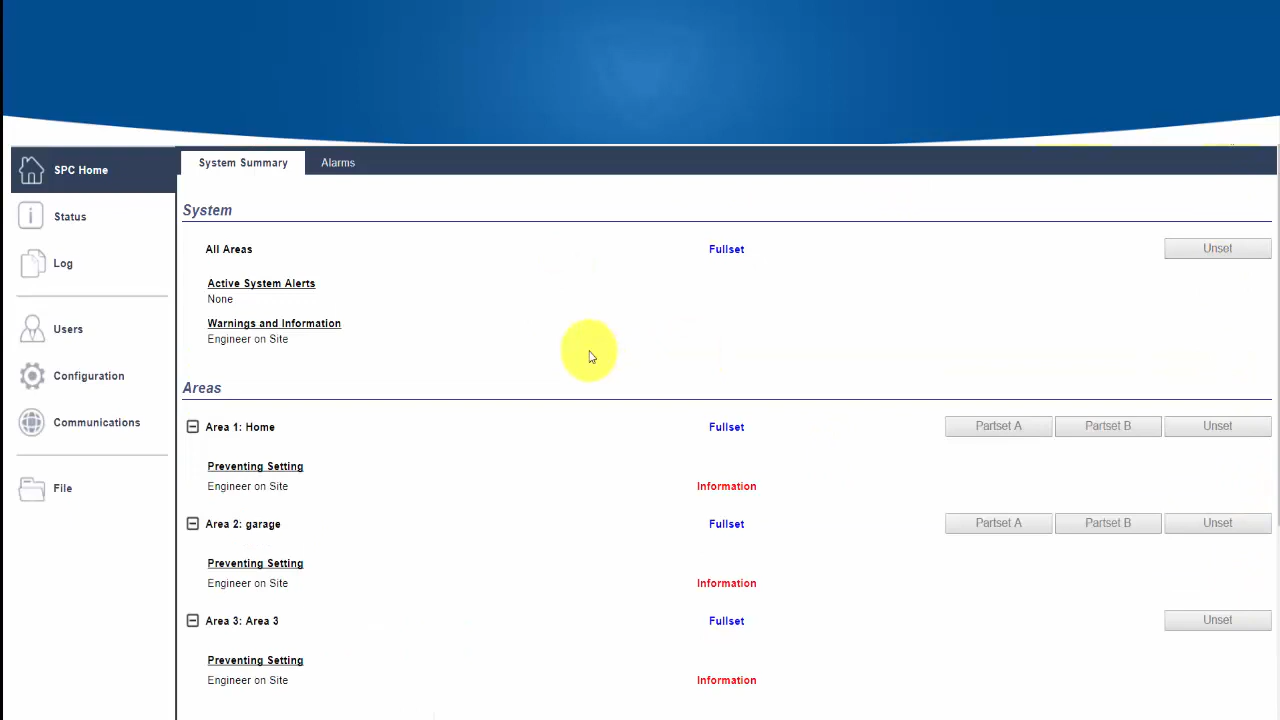 SPC Home
Status
Log
Users
Configuration
Communications
File
System Summary
Alarms
System
All Areas
Fullset
Unset
Active System Alerts
None
Warnings and Information
Engineer on Site
Areas
Area 1: Home
Fullset
Partset A
Partset B
Unset
Preventing Setting
Engineer on Site
Information
Area 2: garage
Fullset
Partset A
Partset B
Unset
Preventing Setting
Engineer on Site
Information
Area 3: Area 3
Fullset
Unset
Preventing Setting
Engineer on Site
Information